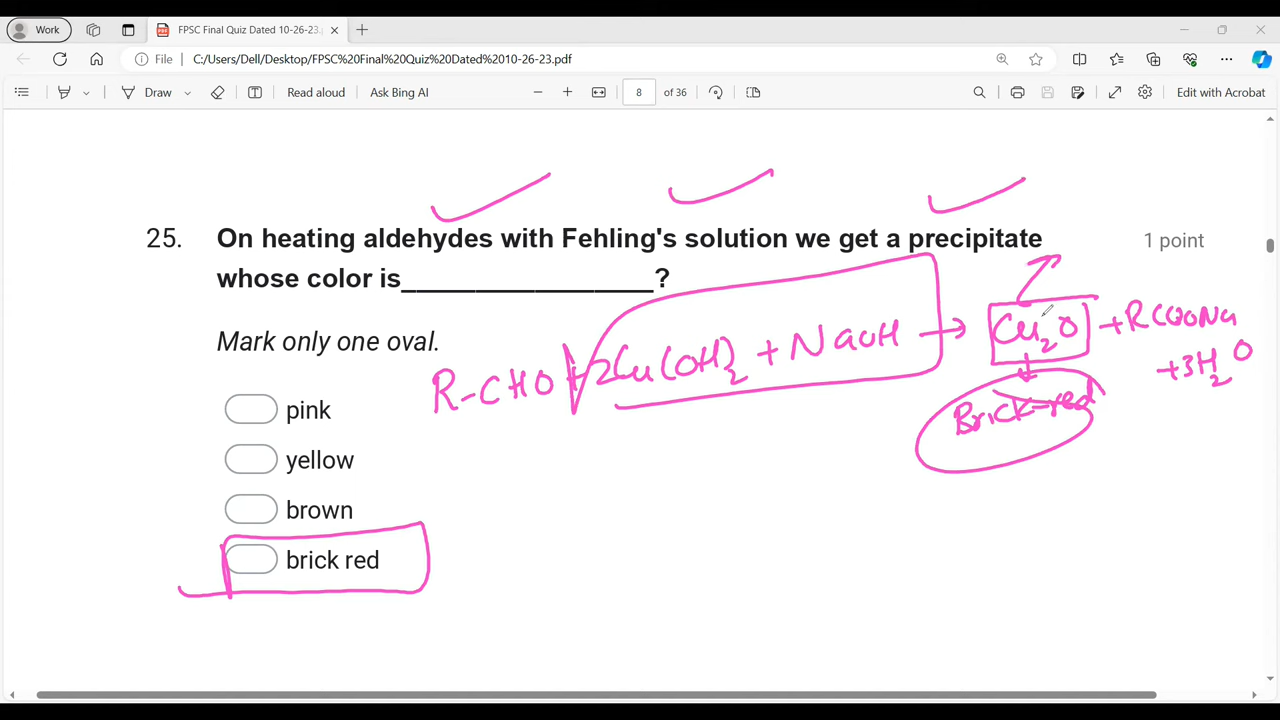 Work
FPSC Final Quiz Dated 10-26-23.
File C:/Users/Dell/Desktop/FPSC%20Final%20Quiz%20Dated%2010-26-23.pdf
Draw Read aloud Ask Bing AI 8 of 36 Edit with Acrobat
25. On heating aldehydes with Fehling's solution we get a precipitate 1 point
whose color is_________________?
Mark only one oval.
R-CHO + 2Cu(OH)2 + NaOH → Cu2O + RCOONa
+3H2O
Brick-red
pink
yellow
brown
brick red